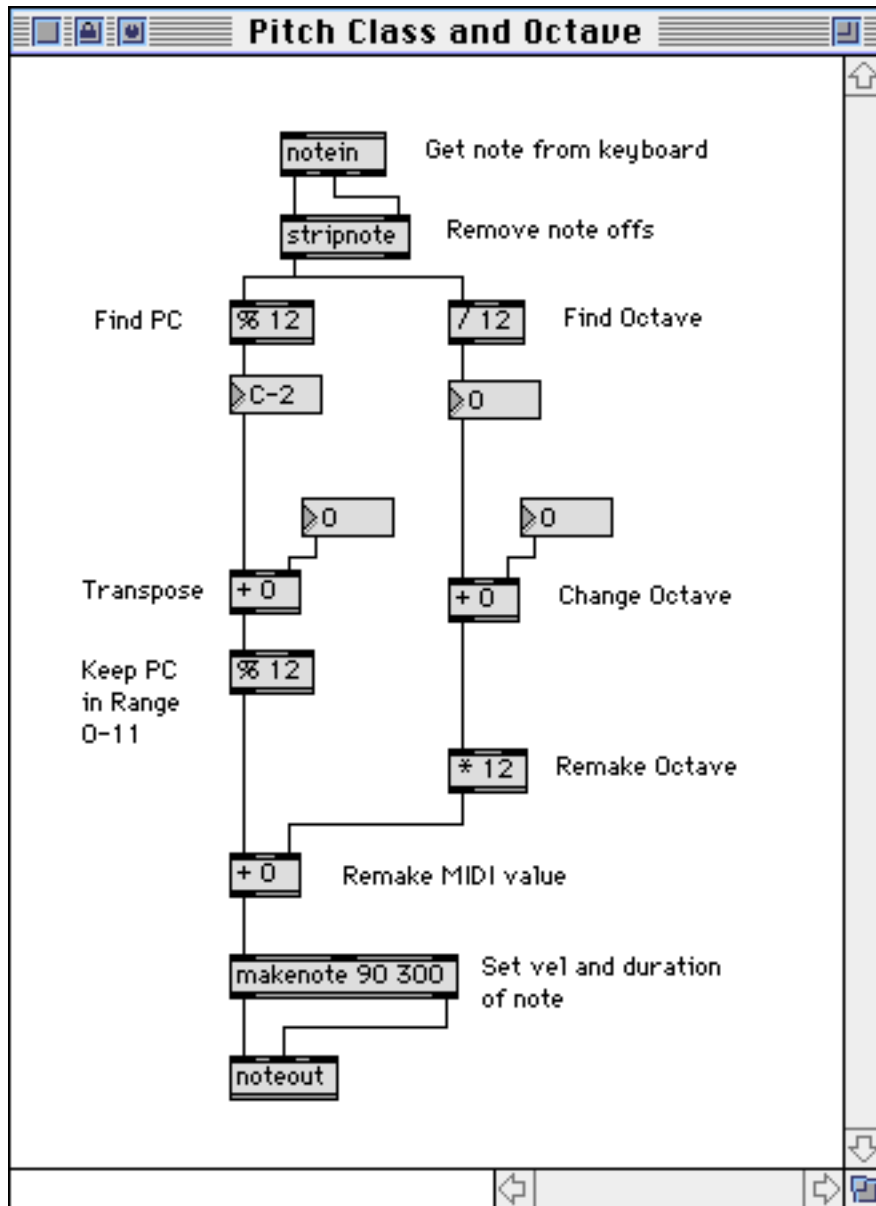 Pitch Class and Octave
notein
Get note from keyboard
stripnote
Remove note offs
Find PC
% 12
/ 12
Find Octave
C-2
0
0
0
Transpose
+ 0
+ 0
Change Octave
Keep PC
in Range
0-11
% 12
* 12
Remake Octave
+ 0
Remake MIDI value
makenote 90 300
Set vel and duration
of note
noteout